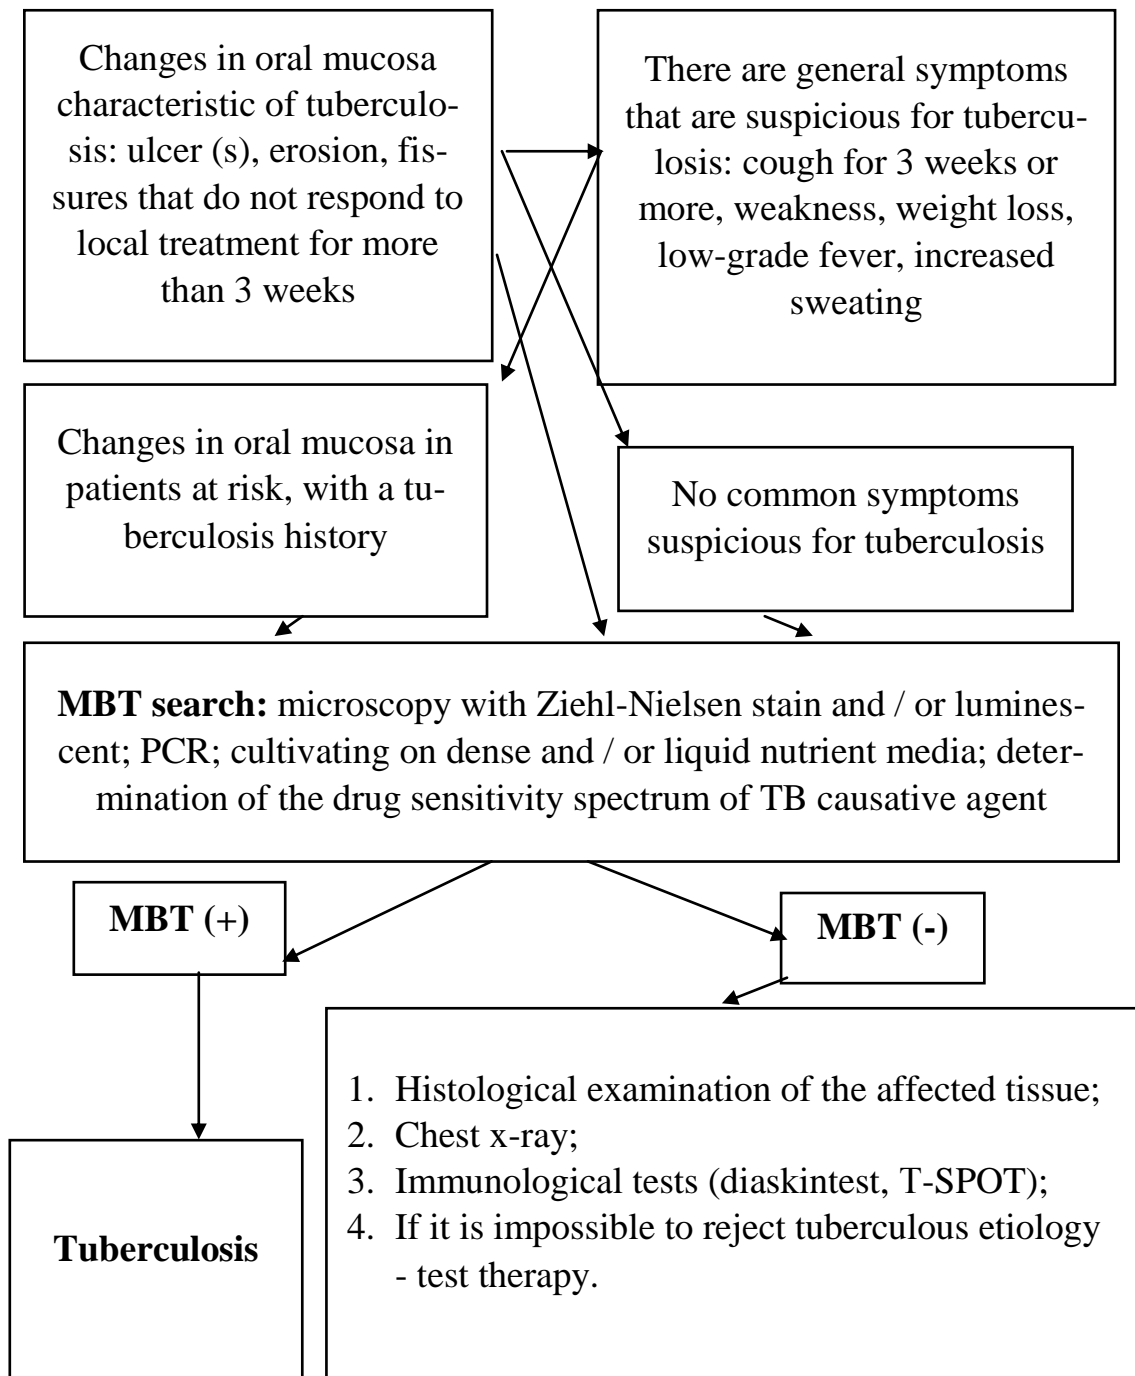 Changes in oral mucosa
characteristic of tuberculo-
sis: ulcer (s), erosion, fis-
sures that do not respond to
local treatment for more
than 3 weeks
There are general symptoms
that are suspicious for tubercu-
losis: cough for 3 weeks or
more, weakness, weight loss,
low-grade fever, increased
sweating
Changes in oral mucosa in
patients at risk, with a tu-
berculosis history
No common symptoms
suspicious for tuberculosis
MBT search: microscopy with Ziehl-Nielsen stain and / or lumines-
cent; PCR; cultivating on dense and / or liquid nutrient media; deter-
mination of the drug sensitivity spectrum of TB causative agent
MBT (+)
MBT (-)
1. Histological examination of the affected tissue;
2. Chest x-ray;
3. Immunological tests (diaskintest, T-SPOT);
4. If it is impossible to reject tuberculous etiology
- test therapy.
Tuberculosis